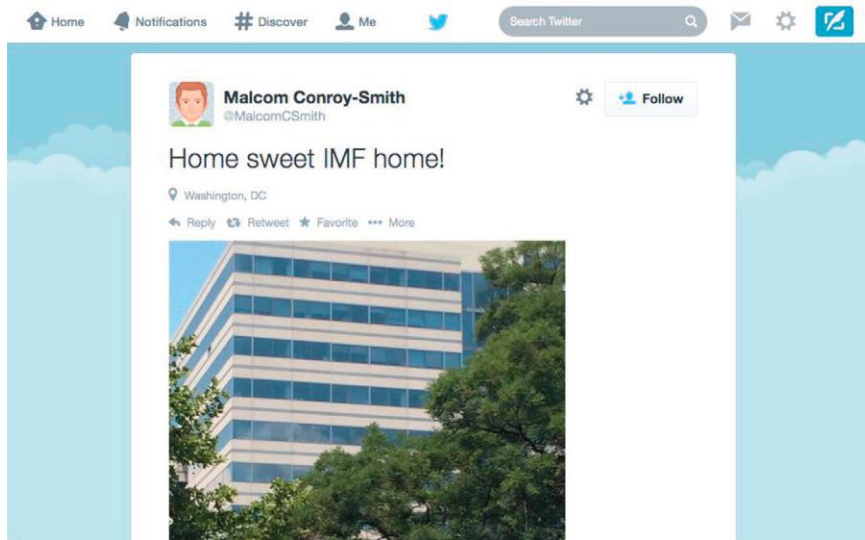 Home Notifications Discover Me Search Twitter
Malcom Conroy-Smith
@MalcomCSmith
Follow
Home sweet IMF home!
Washington, DC
Reply Retweet Favorite More